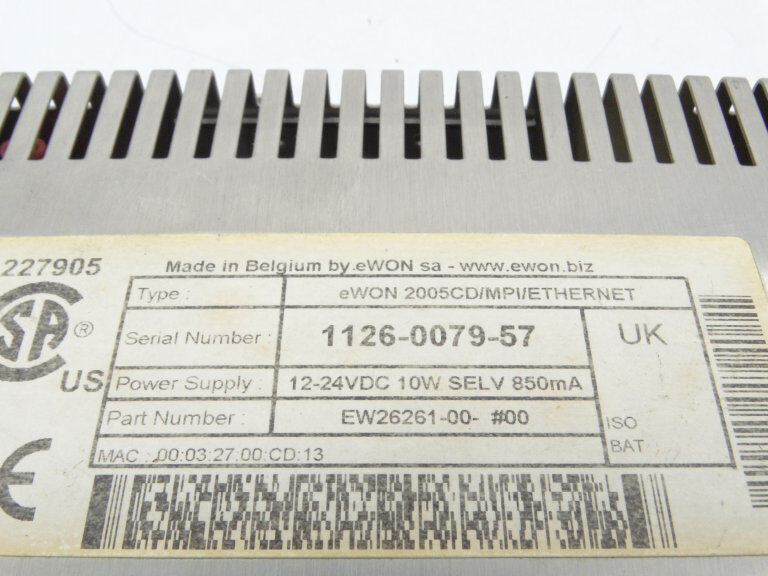 227905
Made in Belgium by eWON sa - www.ewon.biz
Type : eWON 2005CD/MPI/ETHERNET
SA ®
US
Serial Number : 1126-0079-57
UK
Power Supply : 12-24VDC 10W SELV 850mA
Part Number : EW26261-00- #00
ISO
BAT
MAC : 00:03:27:00:CD:13
CE